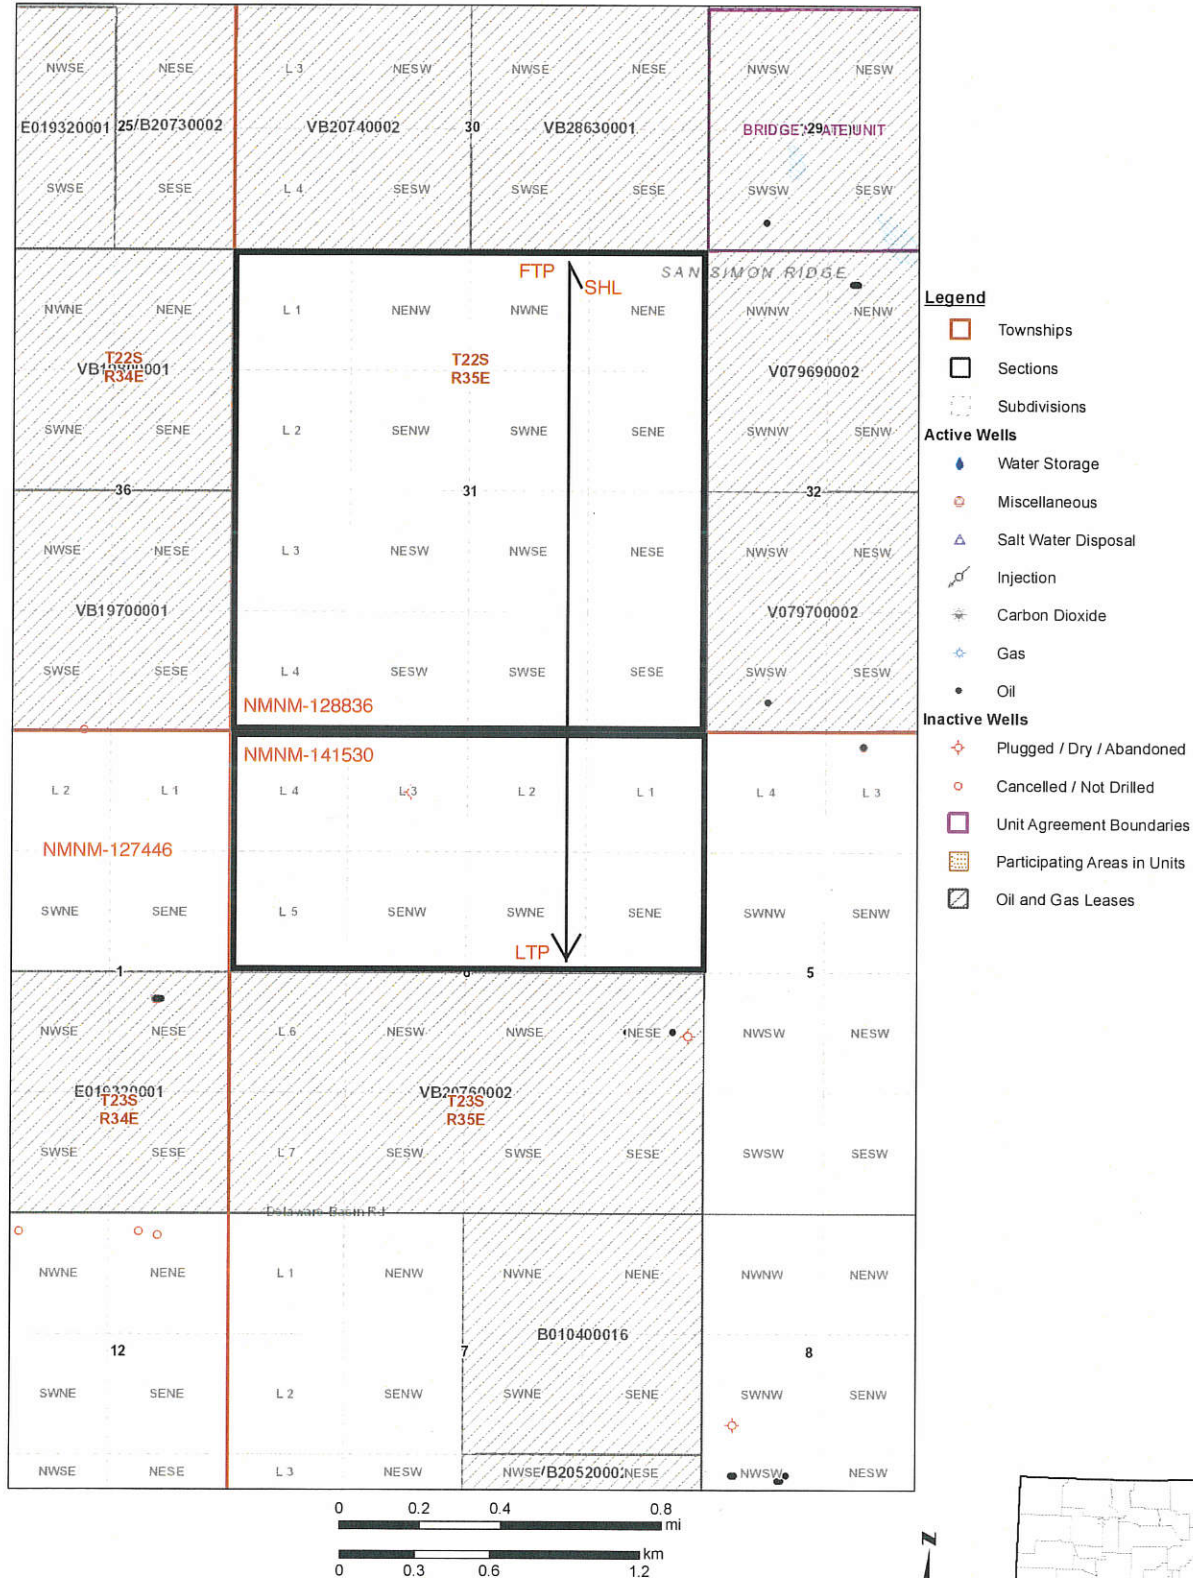 NWSE NESE L 3 NESW NWSE NESE NWSW NESW
E019320001 25/B20730002 VB20740002 30 VB28630001 29 UNIT
SWSE SESE L 4 SESW SWSE SESE SWSW SESW
FTP SHL SAN SIMON RIDGE
NWNE NENE L 1 NENW NWNE NENE NWNW NENW
T22S T22S
R34E R35E V079690002
SWNE SENE L 2 SENW SWNE SENE SWNW SENW
36 31 32
NWSE NESE L 3 NESW NWSE NESE NWSW NESW
VB19700001 V079700002
SWSE SESE L 4 SESW SWSE SESE SWSW SESW
NMNM-128836
NMNM-141530
L 2 L 1 L 4 L 3 L 2 L 1 L 4 L 3
NMNM-127446
SWNE SENE L 5 SENW SWNE SENE SWNW SENW
LTP
1 5
NWSE NESE L 6 NESW NWSE NESE NWSW NESW
E019320001 VB20760002
T23S T23S
R34E R35E
SWSE SESE L 7 SESW SWSE SESE SWSW SESW
Delaware Basin Rd
NWNE NENE L 1 NENW NWNE NENE NWNW NENW
12 7 B010400016 8
SWNE SENE L 2 SENW SWNE SENE SWNW SENW
NWSE NESE L 3 NESW NWSE NESE NWSW NESW
0 0.2 0.4 0.8
mi
km
0 0.3 0.6 1.2
N
Legend
Townships
Sections
Subdivisions
Active Wells
Water Storage
Miscellaneous
Salt Water Disposal
Injection
Carbon Dioxide
Gas
Oil
Inactive Wells
Plugged / Dry / Abandoned
Cancelled / Not Drilled
Unit Agreement Boundaries
Participating Areas in Units
Oil and Gas Leases